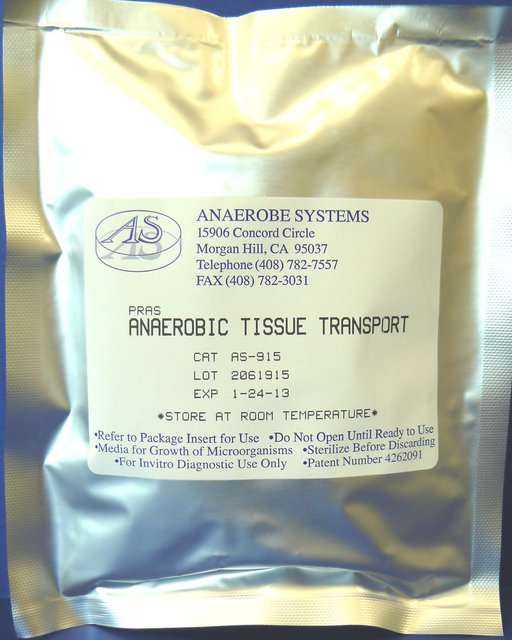 AS
ANAEROBE SYSTEMS
15906 Concord Circle
Morgan Hill, CA 95037
Telephone (408) 782-7557
FAX (408) 782-3031
PRAS
ANAEROBIC TISSUE TRANSPORT
CAT AS-915
LOT 2061915
EXP 1-24-13
*STORE AT ROOM TEMPERATURE*
•Refer to Package Insert for Use •Do Not Open Until Ready to Use
•Media for Growth of Microorganisms •Sterilize Before Discarding
•For Invitro Diagnostic Use Only •Patent Number 4262091